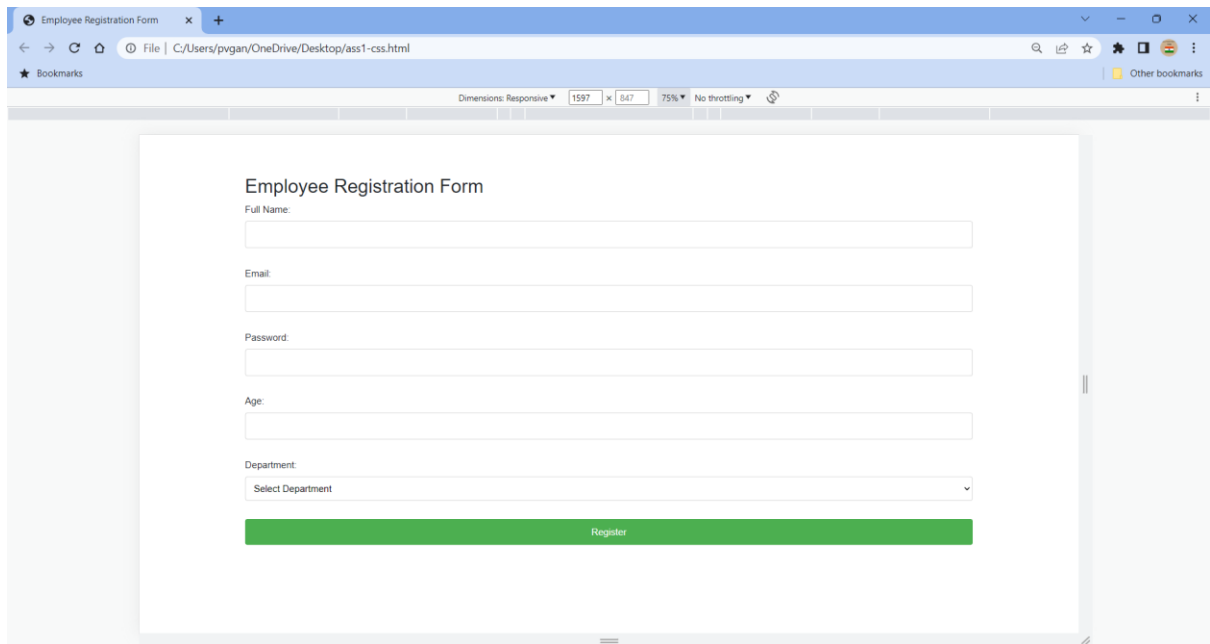 Employee Registration Form
File | C:/Users/pvgan/OneDrive/Desktop/ass1-css.html
Bookmarks Other bookmarks
Dimensions: Responsive 1597 × 847 75% No throttling
Employee Registration Form
Full Name:
Email:
Password:
Age:
Department:
Select Department
Register